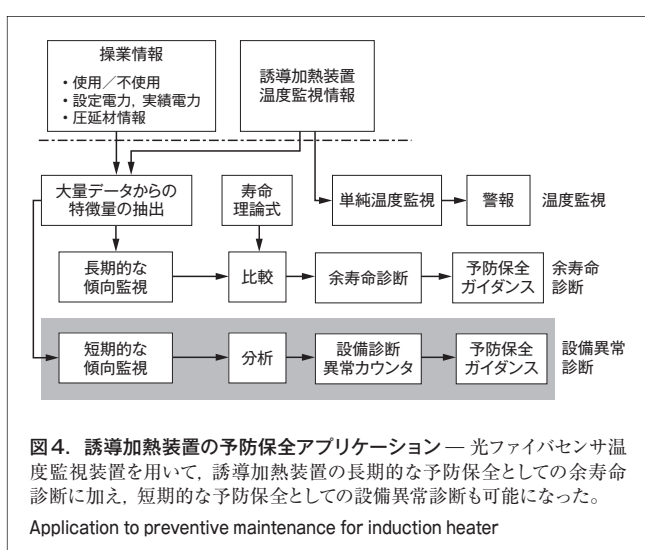 操業情報
・使用／不使用
・設定電力，実績電力
・圧延材情報
誘導加熱装置
温度監視情報
大量データからの
特徴量の抽出
寿命
理論式
単純温度監視
警報
温度監視
長期的な
傾向監視
比較
余寿命診断
予防保全
ガイダンス
余寿命
診断
短期的な
傾向監視
分析
設備診断
異常カウンタ
予防保全
ガイダンス
設備異常
診断
図4．誘導加熱装置の予防保全アプリケーション — 光ファイバセンサ温
度監視装置を用いて，誘導加熱装置の長期的な予防保全としての余寿命
診断に加え，短期的な予防保全としての設備異常診断も可能になった。
Application to preventive maintenance for induction heater